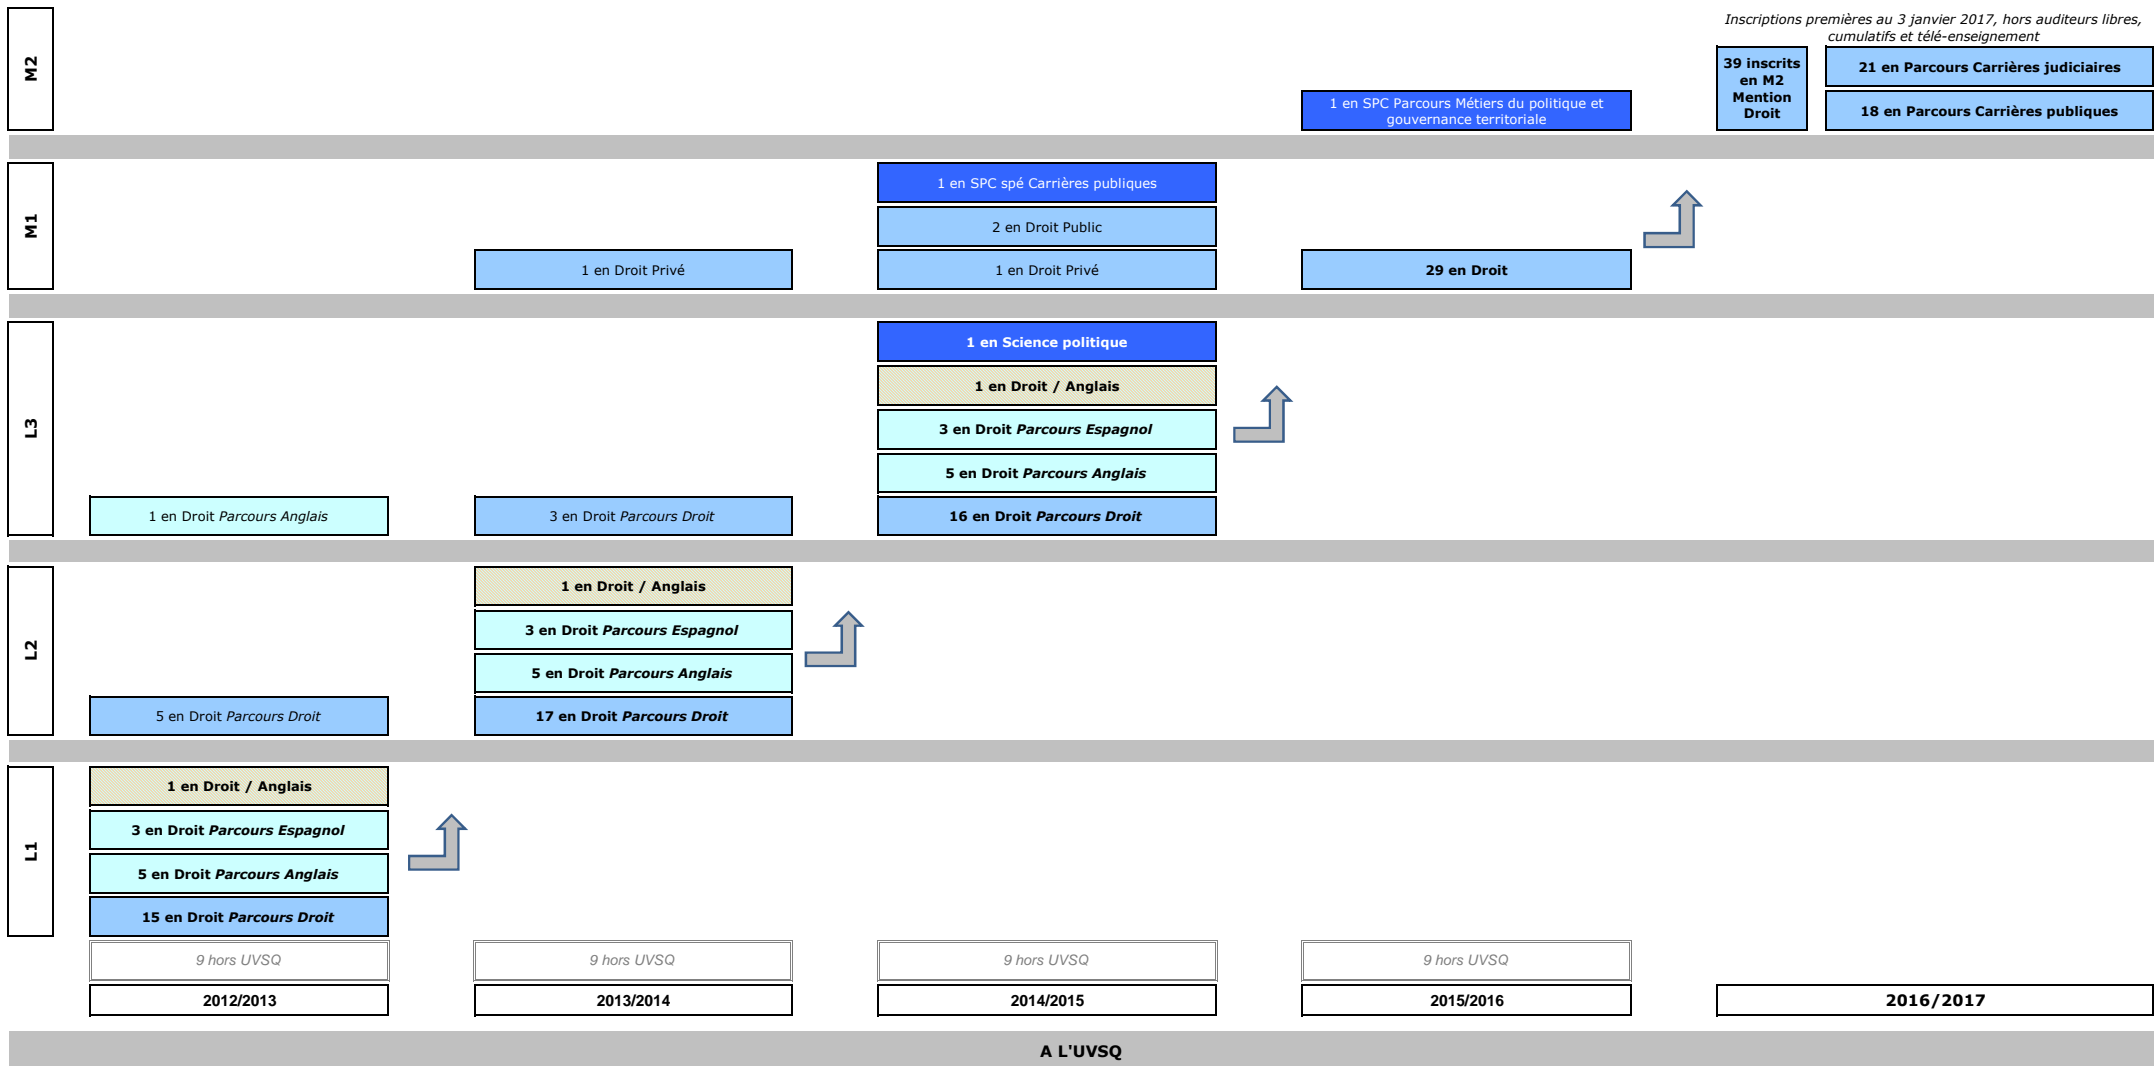 Inscriptions premières au 3 janvier 2017, hors auditeurs libres,
cumulatifs et télé-enseignement
M2
39 inscrits
en M2
Mention
Droit
21 en Parcours Carrières judiciaires
18 en Parcours Carrières publiques
1 en SPC Parcours Métiers du politique et
gouvernance territoriale
M1
1 en SPC spé Carrières publiques
2 en Droit Public
1 en Droit Privé
1 en Droit Privé
29 en Droit
L3
1 en Science politique
1 en Droit / Anglais
3 en Droit Parcours Espagnol
5 en Droit Parcours Anglais
1 en Droit Parcours Anglais
3 en Droit Parcours Droit
16 en Droit Parcours Droit
L2
1 en Droit / Anglais
3 en Droit Parcours Espagnol
5 en Droit Parcours Anglais
5 en Droit Parcours Droit
17 en Droit Parcours Droit
L1
1 en Droit / Anglais
3 en Droit Parcours Espagnol
5 en Droit Parcours Anglais
15 en Droit Parcours Droit
9 hors UVSQ
9 hors UVSQ
9 hors UVSQ
9 hors UVSQ
2012/2013
2013/2014
2014/2015
2015/2016
2016/2017
A L'UVSQ